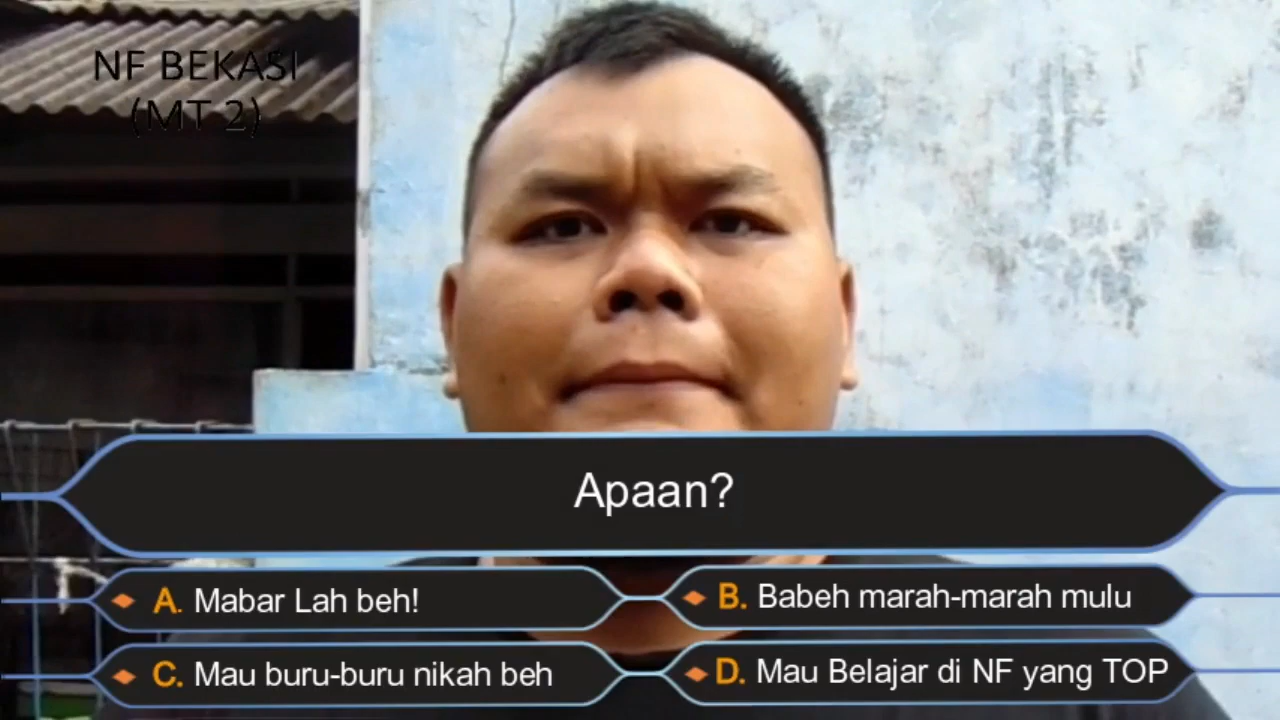 NF BEKASI
(MT 2)
Apaan?
A. Mabar Lah beh!
B. Babeh marah-marah mulu
C. Mau buru-buru nikah beh
D. Mau Belajar di NF yang TOP